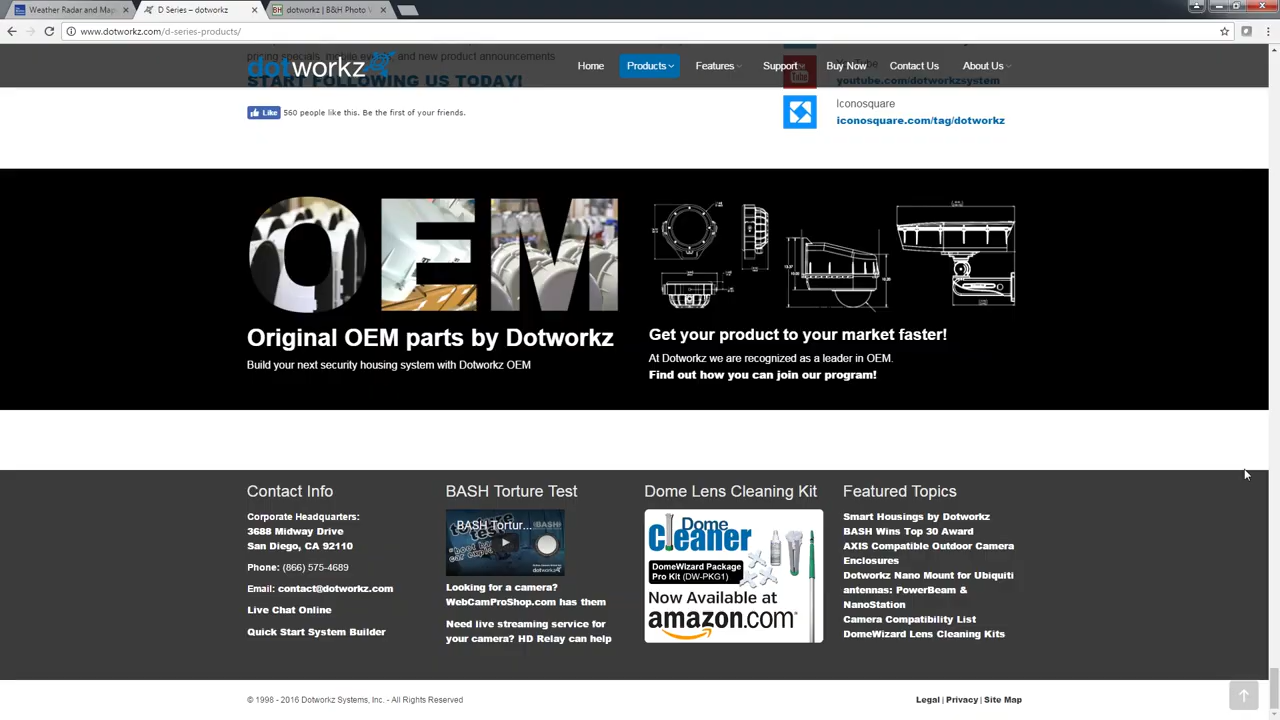 Weather Radar and Map
D Series – dotworkz
BH dotworkz | B&H Photo V
www.dotworkz.com/d-series-products/
pricing specials, mobile events, and new product announcements
START FOLLOWING US TODAY!
dotworkz
Home
Products
Features
Support
Buy Now
Contact Us
About Us
YouTube
youtube.com/dotworkzsystem
Like
560 people like this. Be the first of your friends.
Iconosquare
iconosquare.com/tag/dotworkz
OEM
Original OEM parts by Dotworkz
Build your next security housing system with Dotworkz OEM
Get your product to your market faster!
At Dotworkz we are recognized as a leader in OEM.
Find out how you can join our program!
Contact Info
Corporate Headquarters:
3688 Midway Drive
San Diego, CA 92110
Phone: (866) 575-4689
Email: contact@dotworkz.com
Live Chat Online
Quick Start System Builder
BASH Torture Test
BASH Tortur...
Looking for a camera?
WebCamProShop.com has them
Need live streaming service for
your camera? HD Relay can help
Dome Lens Cleaning Kit
Dome
Cleaner
DomeWizard Package
Pro Kit (DW-PKG1)
Now Available at
amazon.com
Featured Topics
Smart Housings by Dotworkz
BASH Wins Top 30 Award
AXIS Compatible Outdoor Camera
Enclosures
Dotworkz Nano Mount for Ubiquiti
antennas: PowerBeam &
NanoStation
Camera Compatibility List
DomeWizard Lens Cleaning Kits
© 1998 - 2016 Dotworkz Systems, Inc. - All Rights Reserved
Legal | Privacy | Site Map